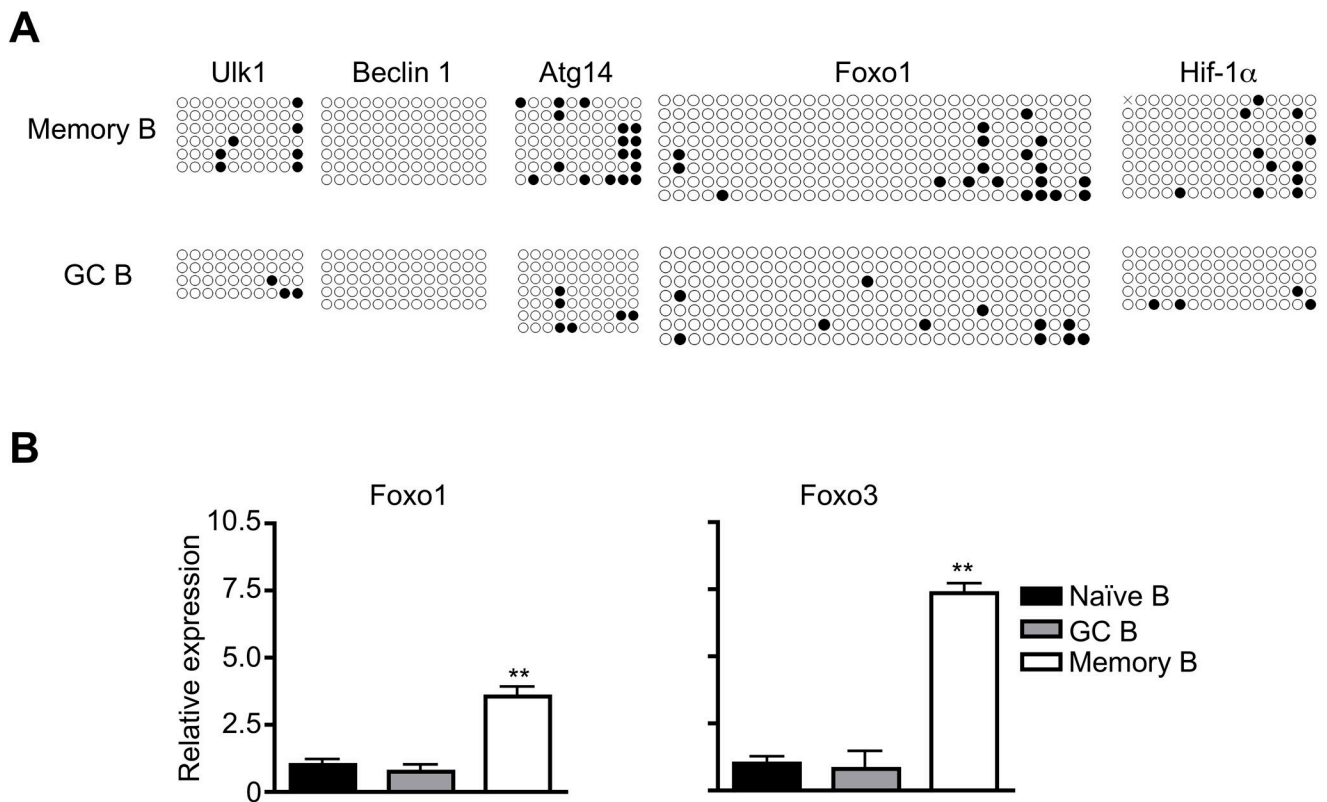 A
Ulk1 Beclin 1 Atg14 Foxo1 Hif-1α
Memory B
GC B
B
Foxo1
Foxo3
Relative expression
10.5
7.5
5.0
2.5
0
**
**
Naïve B
GC B
Memory B